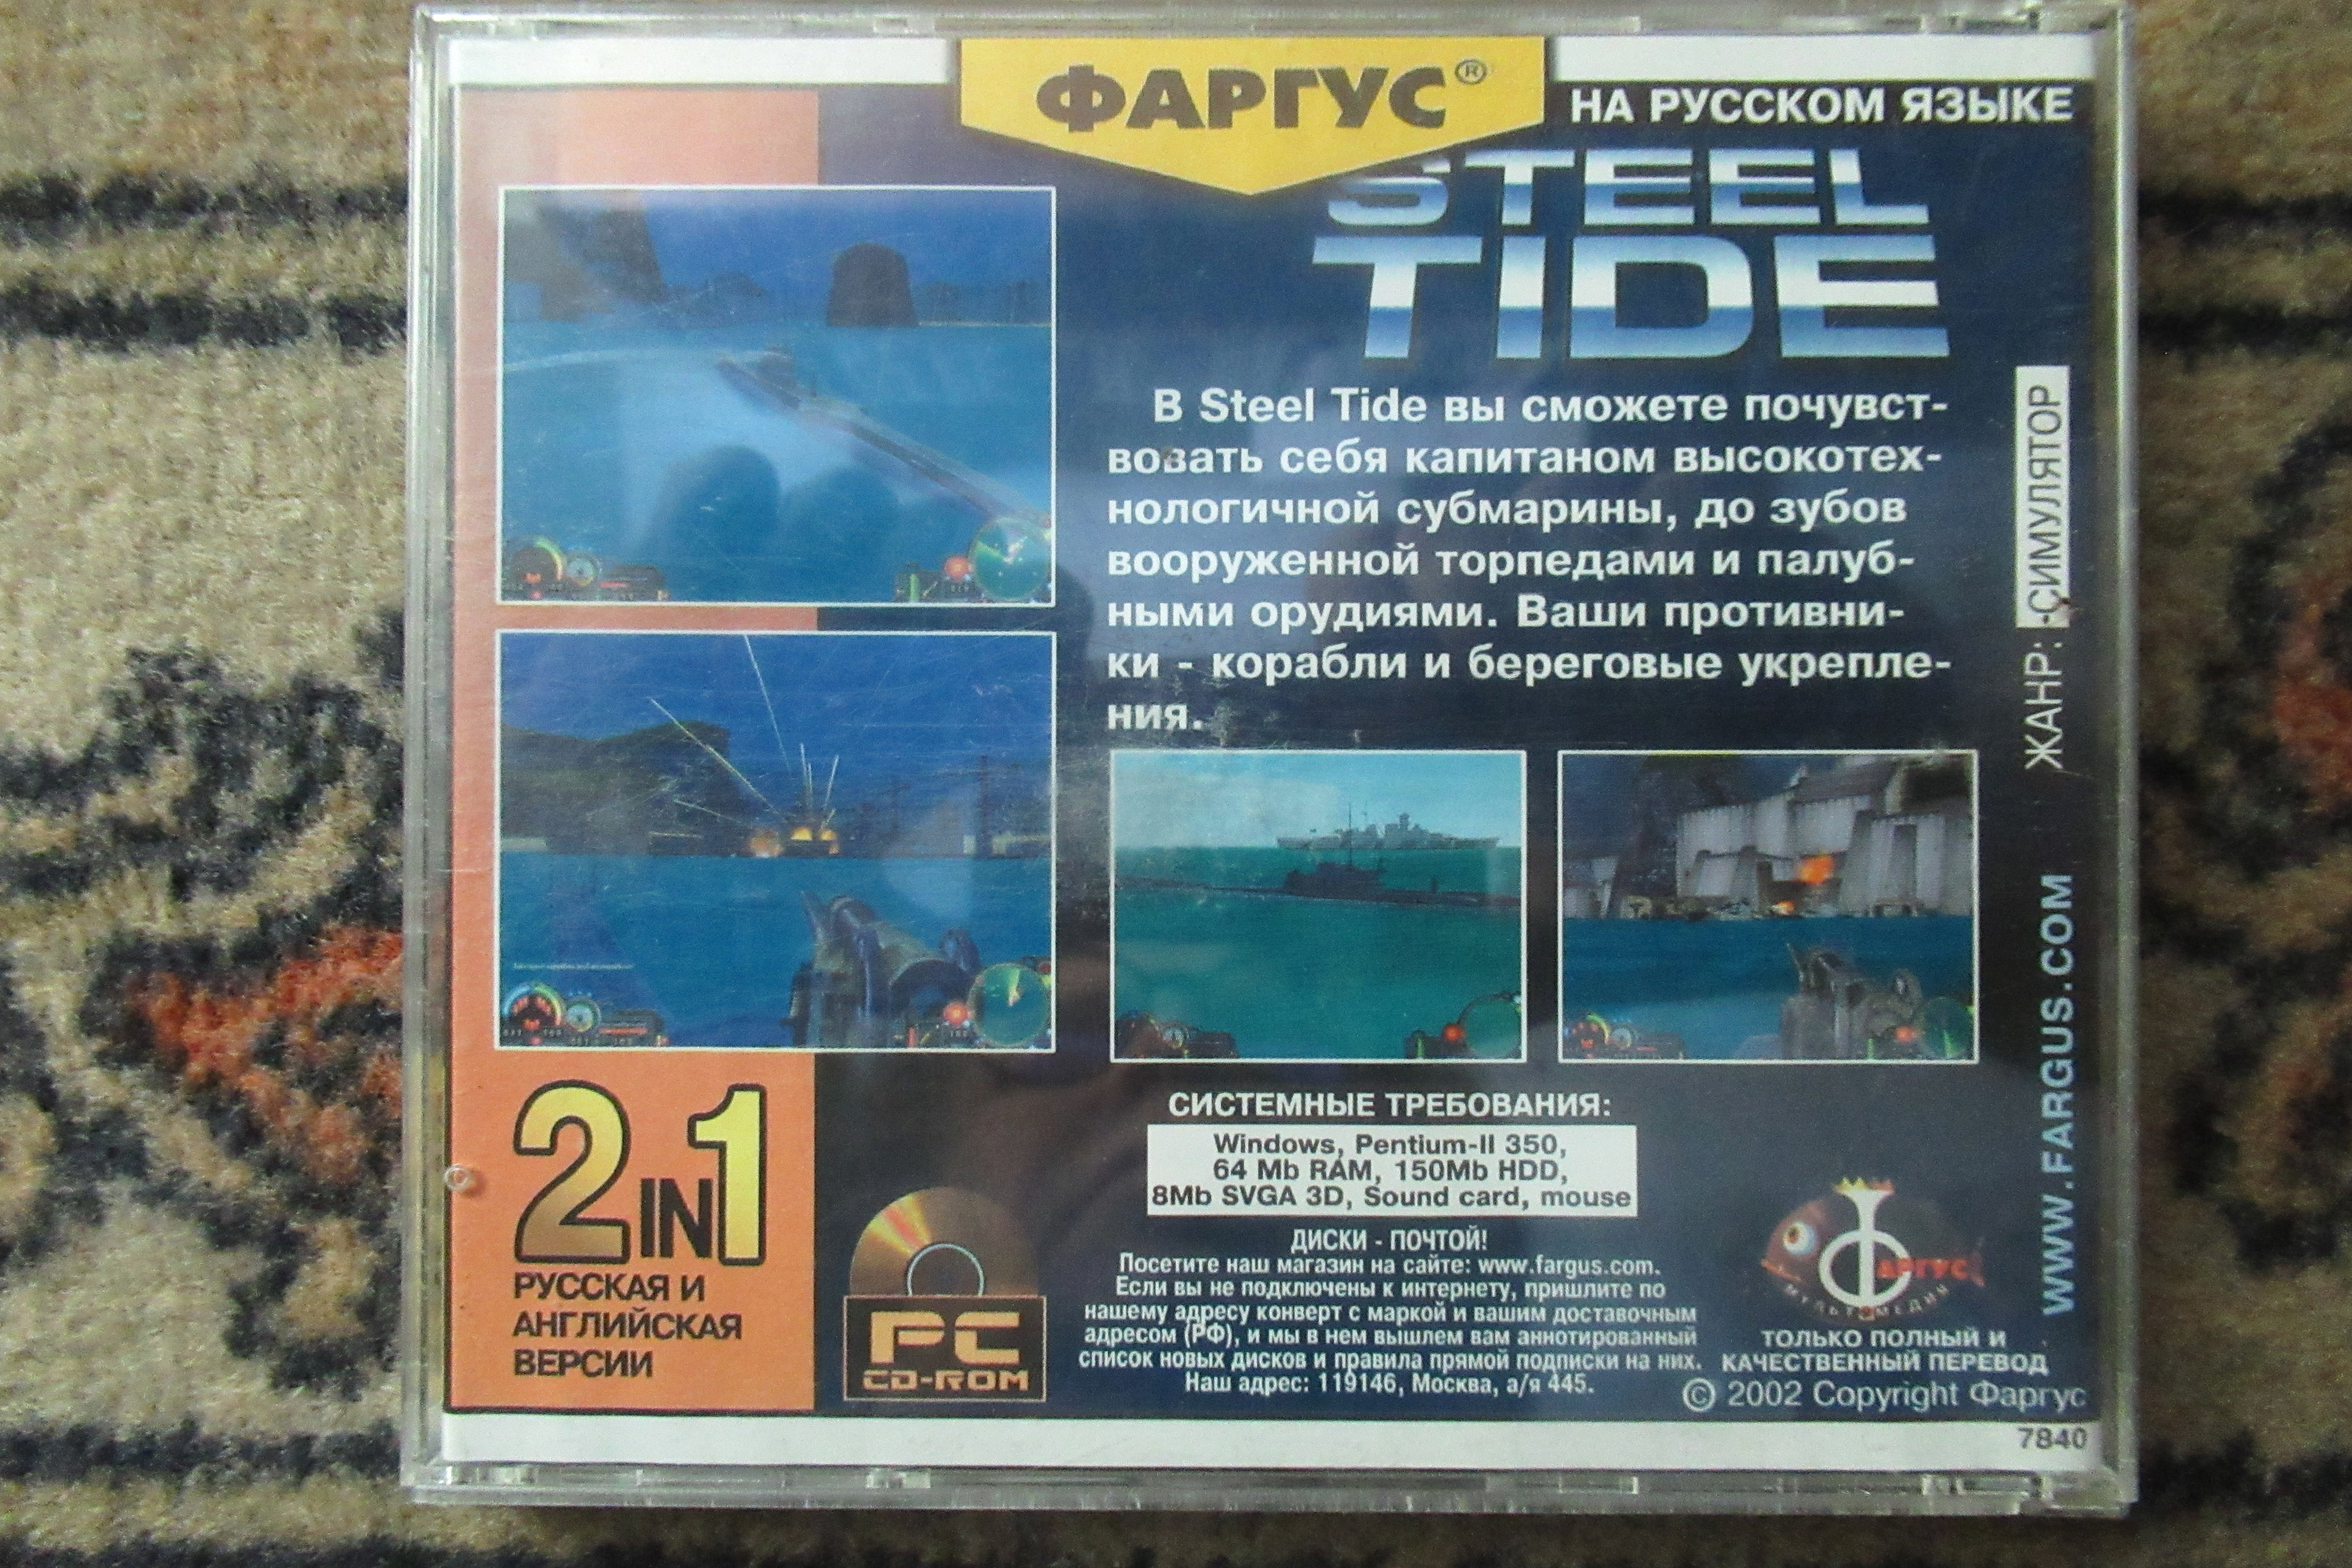 ФАРГУС®
НА РУССКОМ ЯЗЫКЕ
STEEL
TIDE
В Steel Tide вы сможете почувст-
вовать себя капитаном высокотех-
нологичной субмарины, до зубов
вооруженной торпедами и палуб-
ными орудиями. Ваши противни-
ки - корабли и береговые укрепле-
ния.
ЖАНР: СИМУЛЯТОР
WWW.FARGUS.COM
2IN1
РУССКАЯ И
АНГЛИЙСКАЯ
ВЕРСИИ
PC
CD-ROM
СИСТЕМНЫЕ ТРЕБОВАНИЯ:
Windows, Pentium-II 350,
64 Mb RAM, 150Mb HDD,
8Mb SVGA 3D, Sound card, mouse
ДИСКИ - ПОЧТОЙ!
Посетите наш магазин на сайте: www.fargus.com.
Если вы не подключены к интернету, пришлите по
нашему адресу конверт с маркой и вашим доставочным
адресом (РФ), и мы в нем вышлем вам аннотированный
список новых дисков и правила прямой подписки на них.
Наш адрес: 119146, Москва, а/я 445.
ФАРГУС
МУЛЬТИМЕДИА
ТОЛЬКО ПОЛНЫЙ И
КАЧЕСТВЕННЫЙ ПЕРЕВОД
© 2002 Copyright Фаргус
7840